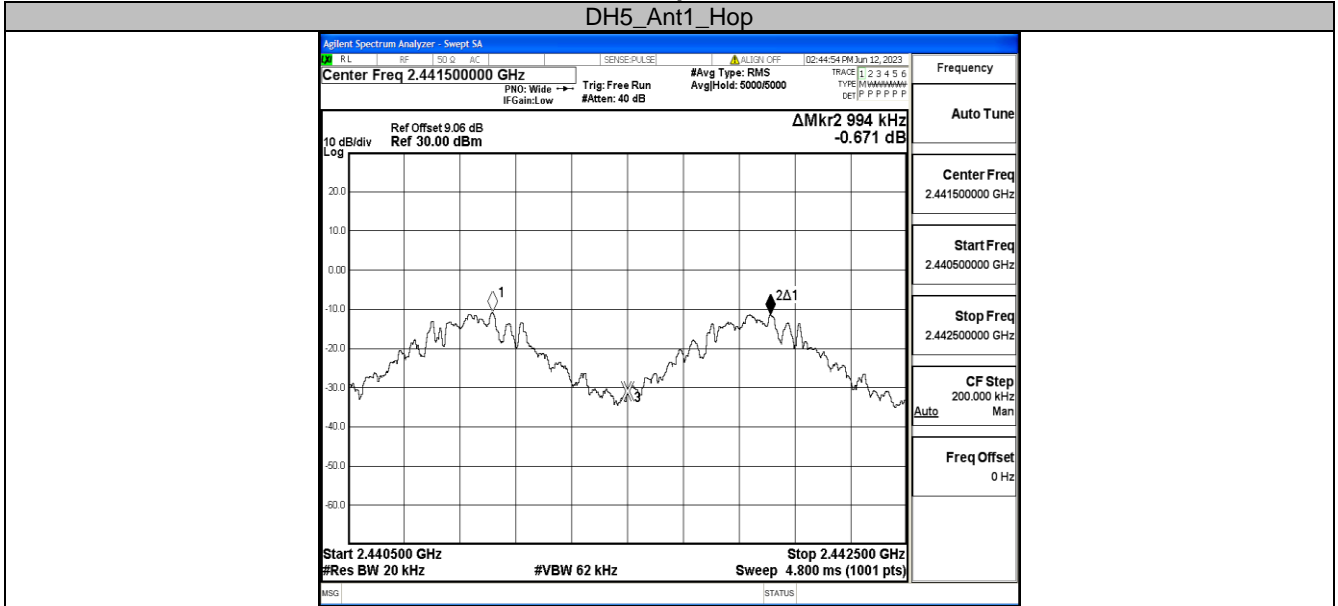 DH5_Ant1_Hop
Agilent Spectrum Analyzer - Swept SA
RL RF 50 Ω AC SENSE:PULSE ALIGN OFF 02:44:54 PM Jun 12, 2023
Center Freq 2.441500000 GHz
PNO: Wide
IFGain:Low
Trig: Free Run
#Atten: 40 dB
#Avg Type: RMS
Avg|Hold: 5000/5000
TRACE 1 2 3 4 5 6
TYPE MWWWWW
DET P P P P P P
Ref Offset 9.06 dB
10 dB/div Ref 30.00 dBm
Log
ΔMkr2 994 kHz
-0.671 dB
20.0
10.0
0.00
-10.0
-20.0
-30.0
-40.0
-50.0
-60.0
1
2Δ1
3
Start 2.440500 GHz
Stop 2.442500 GHz
#Res BW 20 kHz
#VBW 62 kHz
Sweep 4.800 ms (1001 pts)
MSG
STATUS
Frequency
Auto Tune
Center Freq
2.441500000 GHz
Start Freq
2.440500000 GHz
Stop Freq
2.442500000 GHz
CF Step
200.000 kHz
Auto Man
Freq Offset
0 Hz